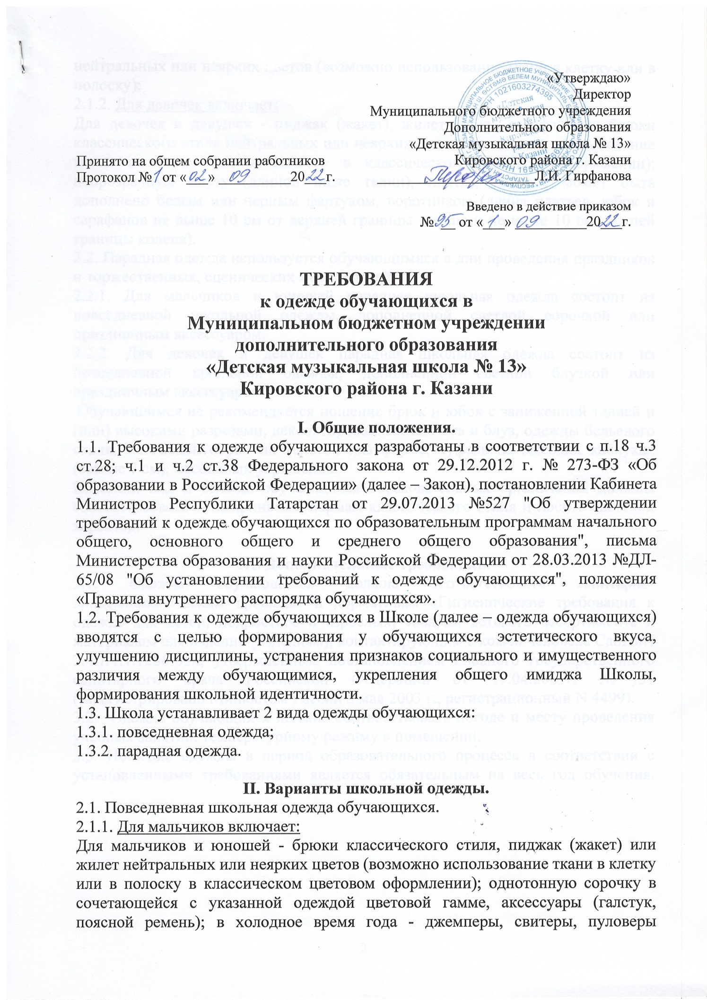 «Утверждаю»
Директор
Муниципального бюджетного учреждения
Дополнительного образования
«Детская музыкальная школа № 13»
Кировского района г. Казани
Л.И. Гирфанова
Принято на общем собрании работников
Протокол № 1 от «02» 09 2022 г.
Введено в действие приказом
№ 95 от «1» 09 2022 г.
ТРЕБОВАНИЯ
к одежде обучающихся в
Муниципальном бюджетном учреждении
дополнительного образования
«Детская музыкальная школа № 13»
Кировского района г. Казани
I. Общие положения.
1.1. Требования к одежде обучающихся разработаны в соответствии с п.18 ч.3
ст.28; ч.1 и ч.2 ст.38 Федерального закона от 29.12.2012 г. № 273-ФЗ «Об
образовании в Российской Федерации» (далее – Закон), постановлении Кабинета
Министров Республики Татарстан от 29.07.2013 №527 "Об утверждении
требований к одежде обучающихся по образовательным программам начального
общего, основного общего и среднего общего образования", письма
Министерства образования и науки Российской Федерации от 28.03.2013 №ДЛ-
65/08 "Об установлении требований к одежде обучающихся", положения
«Правила внутреннего распорядка обучающихся».
1.2. Требования к одежде обучающихся в Школе (далее – одежда обучающихся)
вводятся с целью формирования у обучающихся эстетического вкуса,
улучшению дисциплины, устранения признаков социального и имущественного
различия между обучающимися, укрепления общего имиджа Школы,
формирования школьной идентичности.
1.3. Школа устанавливает 2 вида одежды обучающихся:
1.3.1. повседневная одежда;
1.3.2. парадная одежда.
II. Варианты школьной одежды.
2.1. Повседневная школьная одежда обучающихся.
2.1.1. Для мальчиков включает:
Для мальчиков и юношей - брюки классического стиля, пиджак (жакет) или
жилет нейтральных или неярких цветов (возможно использование ткани в клетку
или в полоску в классическом цветовом оформлении); однотонную сорочку в
сочетающейся с указанной одеждой цветовой гамме, аксессуары (галстук,
поясной ремень); в холодное время года - джемперы, свитеры, пуловеры